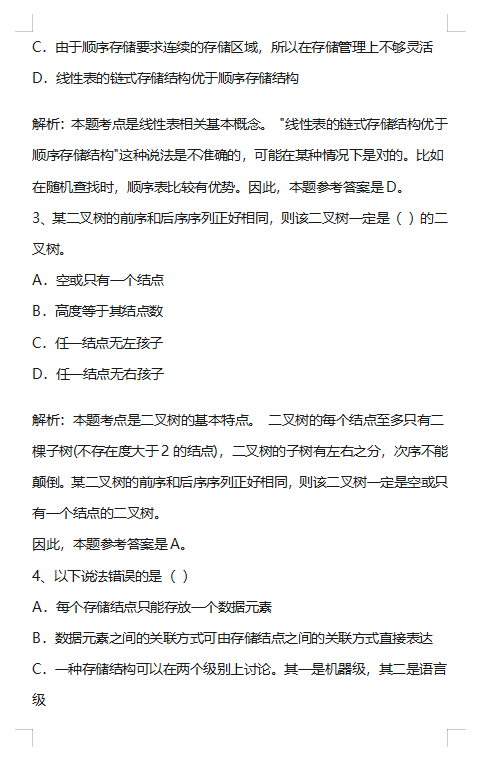 C．由于顺序存储要求连续的存储区域，所以在存储管理上不够灵活
D．线性表的链式存储结构优于顺序存储结构
解析：本题考点是线性表相关基本概念。 "线性表的链式存储结构优于
顺序存储结构"这种说法是不准确的，可能在某种情况下是对的。比如
在随机查找时，顺序表比较有优势。因此，本题参考答案是 D。
3、某二叉树的前序和后序序列正好相同，则该二叉树一定是（ ）的二
叉树。
A．空或只有一个结点
B．高度等于其结点数
C．任一结点无左孩子
D．任一结点无右孩子
解析：本题考点是二叉树的基本特点。 二叉树的每个结点至多只有二
棵子树(不存在度大于 2 的结点)，二叉树的子树有左右之分，次序不能
颠倒。某二叉树的前序和后序序列正好相同，则该二叉树一定是空或只
有一个结点的二叉树。
因此，本题参考答案是 A。
4、以下说法错误的是（ ）
A．每个存储结点只能存放一个数据元素
B．数据元素之间的关联方式可由存储结点之间的关联方式直接表达
C．一种存储结构可以在两个级别上讨论。其一是机器级，其二是语言
级